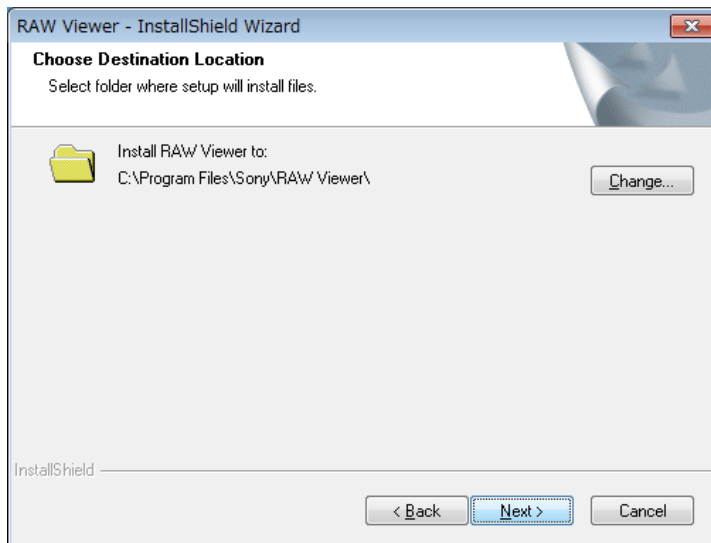 RAW Viewer - InstallShield Wizard
Choose Destination Location
Select folder where setup will install files.
Install RAW Viewer to:
C:\Program Files\Sony\RAW Viewer\
Change...
InstallShield
< Back
Next >
Cancel